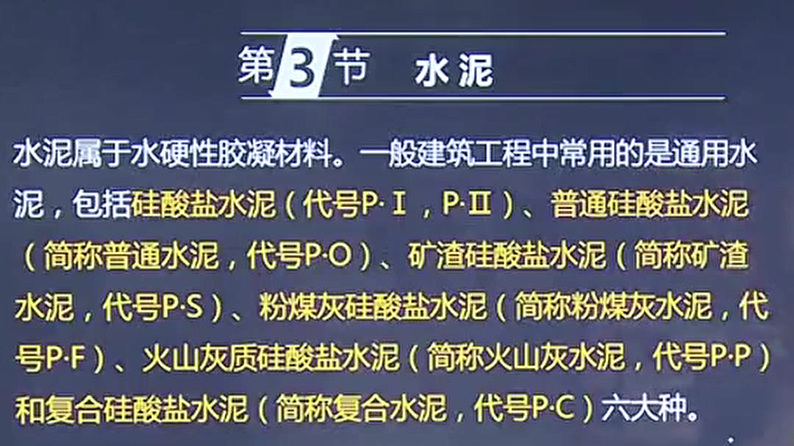 第3节 水泥
水泥属于水硬性胶凝材料。一般建筑工程中常用的是通用水
泥，包括硅酸盐水泥（代号P·Ⅰ，P·Ⅱ）、普通硅酸盐水泥
（简称普通水泥，代号P·O）、矿渣硅酸盐水泥（简称矿渣
水泥，代号P·S）、粉煤灰硅酸盐水泥（简称粉煤灰水泥，代
号P·F）、火山灰质硅酸盐水泥（简称火山灰水泥，代号P·P）
和复合硅酸盐水泥（简称复合水泥，代号P·C）六大种。